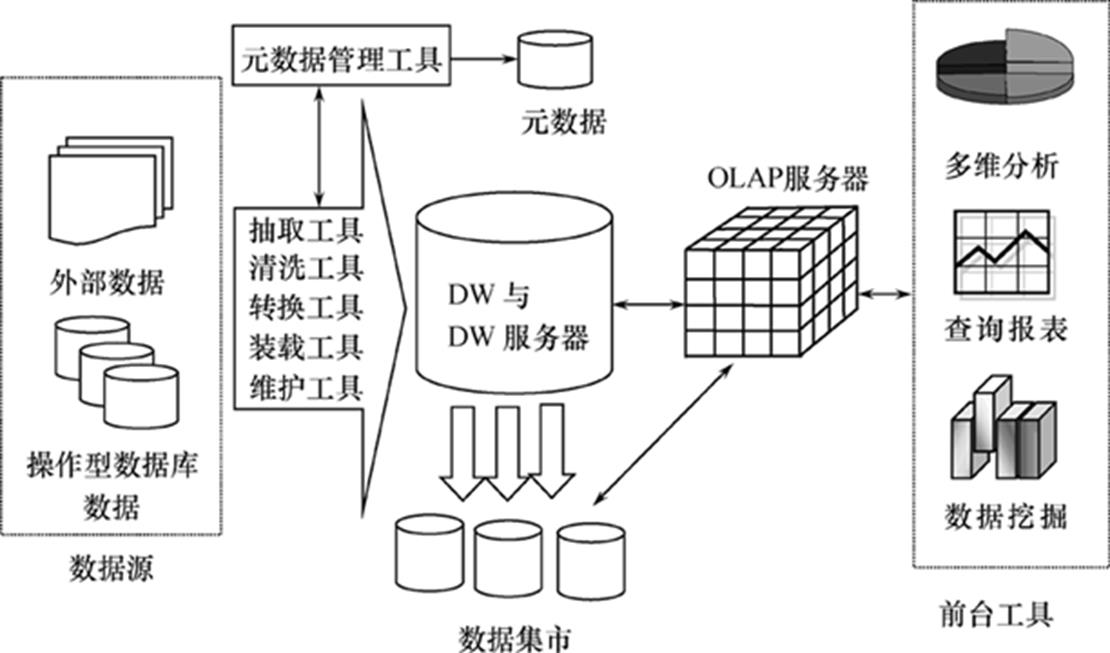 元数据管理工具
元数据
外部数据
操作型数据库
数据
数据源
抽取工具
清洗工具
转换工具
装载工具
维护工具
DW 与
DW 服务器
数据集市
OLAP服务器
多维分析
查询报表
数据挖掘
前台工具